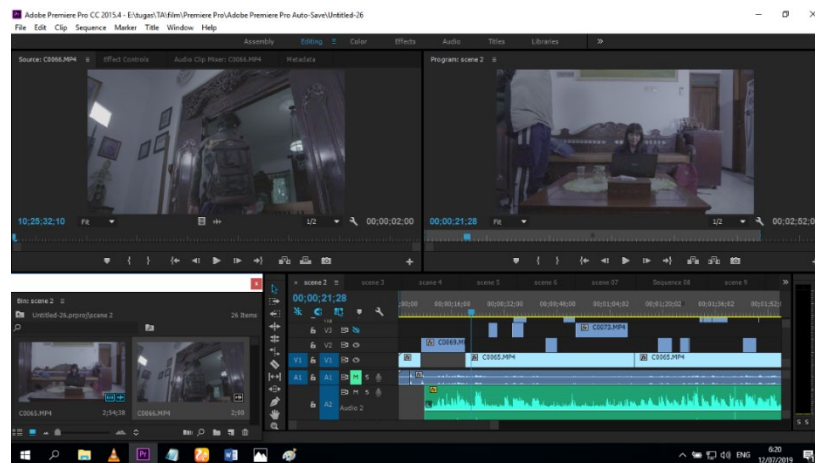 Adobe Premiere Pro CC 2015.4 - E:\tugas\TA\film\Premiere Pro\Adobe Premiere Pro Auto-Save\Untitled-26
File Edit Clip Sequence Marker Title Window Help
Assembly Editing Color Effects Audio Titles Libraries
Source: C0066.MP4 Effect Controls Audio Clip Mixer: C0066.MP4 Metadata
Program: scene 2
10;25;32;10 Fit 1/2 00;00;02;00
00;00;21;28 Fit 1/2 00;02;52;0
Bin: scene 2
Untitled-26.prproj\scene 2 26 Items
C0065.MP4 2;54;38 C0066.MP4 2;00
scene 2 scene 3 scene 4 scene 5 scene 6 scene 07 Sequence 08 scene 9
00;00;21;28
;00;00 00;00;16;00 00;00;32;00 00;00;48;00 00;01;04;02 00;01;20;02 00;01;36;02 00;01;52;
V3 C0073.MP4
V2 C0069.M
V1 V1 C0065.MP4 C0065.MP4
A1 A1 M S
M S
A2 Audio 2
S S
ENG
6:20
12/07/2019